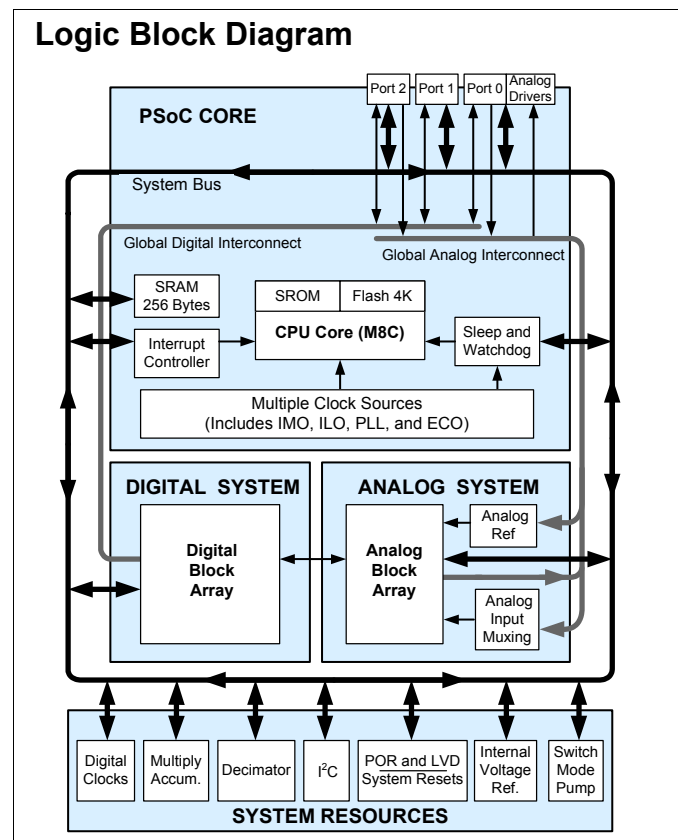 Logic Block Diagram
Port 2
Port 1
Port 0
Analog
Drivers
PSoC CORE
System Bus
Global Digital Interconnect
Global Analog Interconnect
SRAM
256 Bytes
SROM
Flash 4K
CPU Core (M8C)
Interrupt
Controller
Sleep and
Watchdog
Multiple Clock Sources
(Includes IMO, ILO, PLL, and ECO)
DIGITAL SYSTEM
ANALOG SYSTEM
Digital
Block
Array
Analog
Block
Array
Analog
Ref
Analog
Input
Muxing
Digital
Clocks
Multiply
Accum.
Decimator
I²C
POR and LVD
System Resets
Internal
Voltage
Ref.
Switch
Mode
Pump
SYSTEM RESOURCES